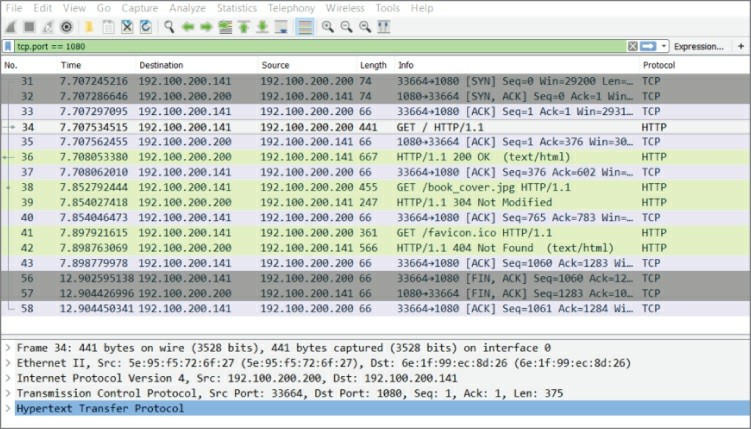 File Edit View Go Capture Analyze Statistics Telephony Wireless Tools Help
tcp.port == 1080 Expression… +
No. Time Destination Source Length Info Protocol
31 7.707245216 192.100.200.141 192.100.200.200 74 33664→1080 [SYN] Seq=0 Win=29200 Len=… TCP
32 7.707286646 192.100.200.200 192.100.200.141 74 1080→33664 [SYN, ACK] Seq=0 Ack=1 Win… TCP
33 7.707297095 192.100.200.141 192.100.200.200 66 33664→1080 [ACK] Seq=1 Ack=1 Win=2931… TCP
34 7.707534515 192.100.200.141 192.100.200.200 441 GET / HTTP/1.1 HTTP
35 7.707562455 192.100.200.200 192.100.200.141 66 1080→33664 [ACK] Seq=1 Ack=376 Win=30… TCP
36 7.708053380 192.100.200.200 192.100.200.141 667 HTTP/1.1 200 OK (text/html) HTTP
37 7.708062010 192.100.200.141 192.100.200.200 66 33664→1080 [ACK] Seq=376 Ack=602 Win=… TCP
38 7.852792444 192.100.200.141 192.100.200.200 455 GET /book_cover.jpg HTTP/1.1 HTTP
39 7.854027418 192.100.200.200 192.100.200.141 247 HTTP/1.1 304 Not Modified HTTP
40 7.854046473 192.100.200.141 192.100.200.200 66 33664→1080 [ACK] Seq=765 Ack=783 Win=… TCP
41 7.897921615 192.100.200.141 192.100.200.200 361 GET /favicon.ico HTTP/1.1 HTTP
42 7.898763069 192.100.200.200 192.100.200.141 566 HTTP/1.1 404 Not Found (text/html) HTTP
43 7.898779978 192.100.200.141 192.100.200.200 66 33664→1080 [ACK] Seq=1060 Ack=1283 Wi… TCP
56 12.902595138 192.100.200.141 192.100.200.200 66 33664→1080 [FIN, ACK] Seq=1060 Ack=12… TCP
57 12.904426996 192.100.200.200 192.100.200.141 66 1080→33664 [FIN, ACK] Seq=1283 Ack=10… TCP
58 12.904450341 192.100.200.141 192.100.200.200 66 33664→1080 [ACK] Seq=1061 Ack=1284 Wi… TCP
> Frame 34: 441 bytes on wire (3528 bits), 441 bytes captured (3528 bits) on interface 0
> Ethernet II, Src: 5e:95:f5:72:6f:27 (5e:95:f5:72:6f:27), Dst: 6e:1f:99:ec:8d:26 (6e:1f:99:ec:8d:26)
> Internet Protocol Version 4, Src: 192.100.200.200, Dst: 192.100.200.141
> Transmission Control Protocol, Src Port: 33664, Dst Port: 1080, Seq: 1, Ack: 1, Len: 375
> Hypertext Transfer Protocol